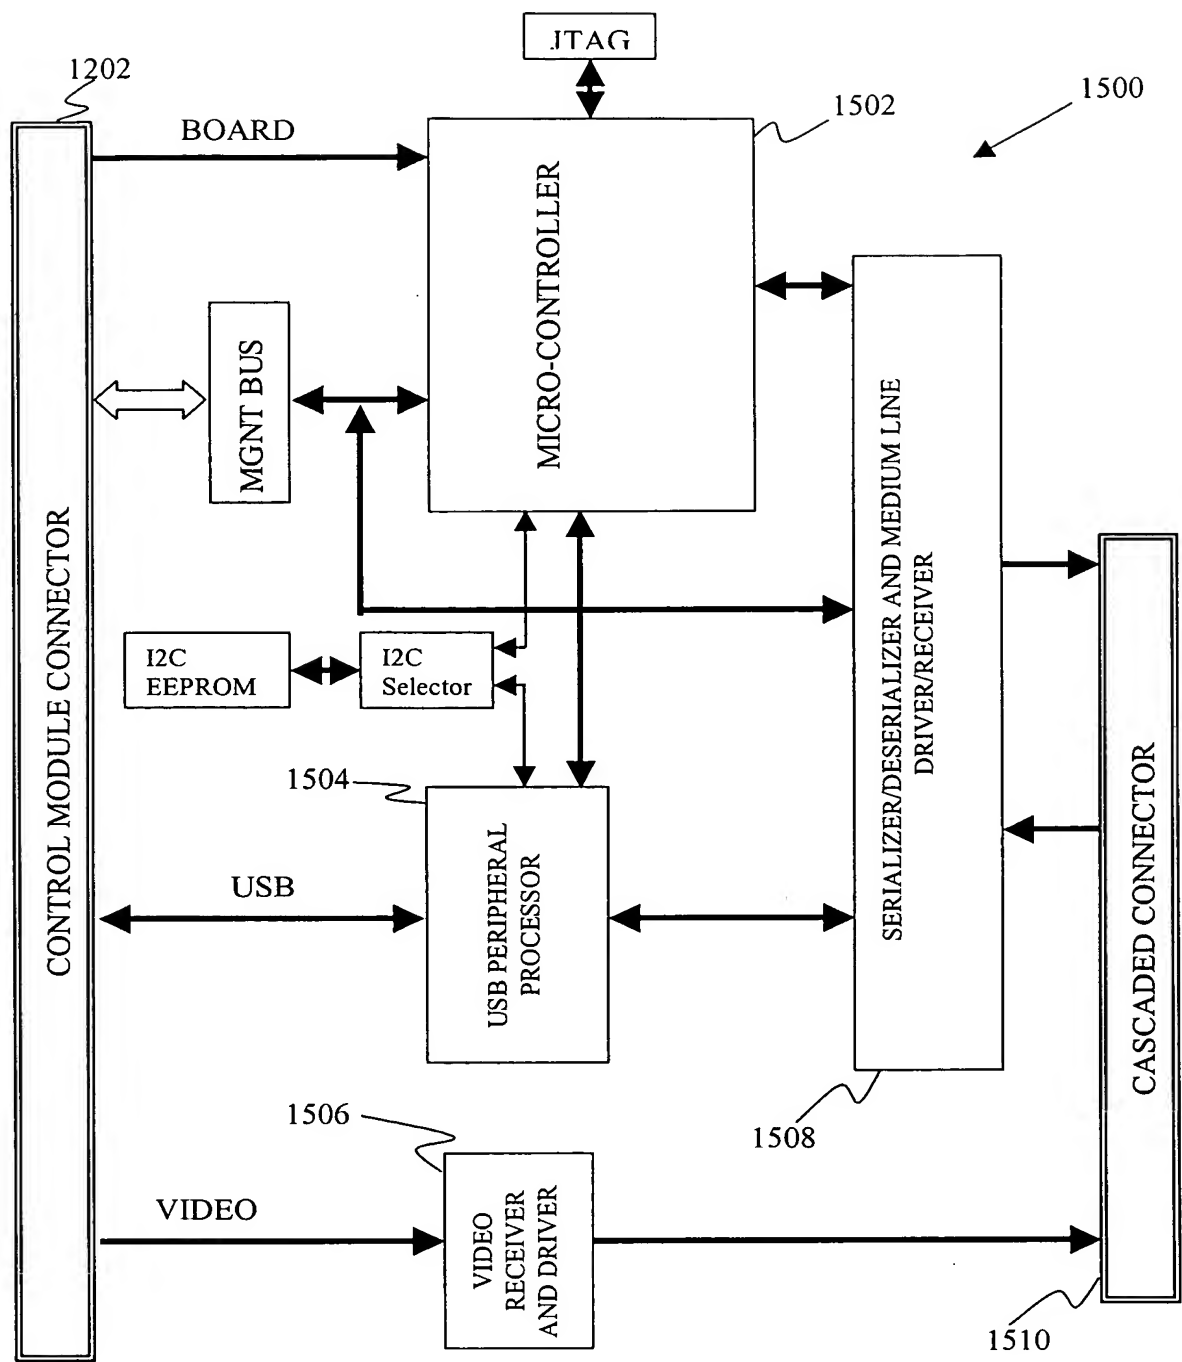 JTAG
1202
1500
1502
BOARD
MICRO-CONTROLLER
MGNT BUS
CONTROL MODULE CONNECTOR
SERIALIZER/DESERIALIZER AND MEDIUM LINE
DRIVER/RECEIVER
I2C
EEPROM
I2C
Selector
1504
USB
USB PERIPHERAL
PROCESSOR
CASCADED CONNECTOR
1506
1508
VIDEO
VIDEO
RECEIVER
AND DRIVER
1510